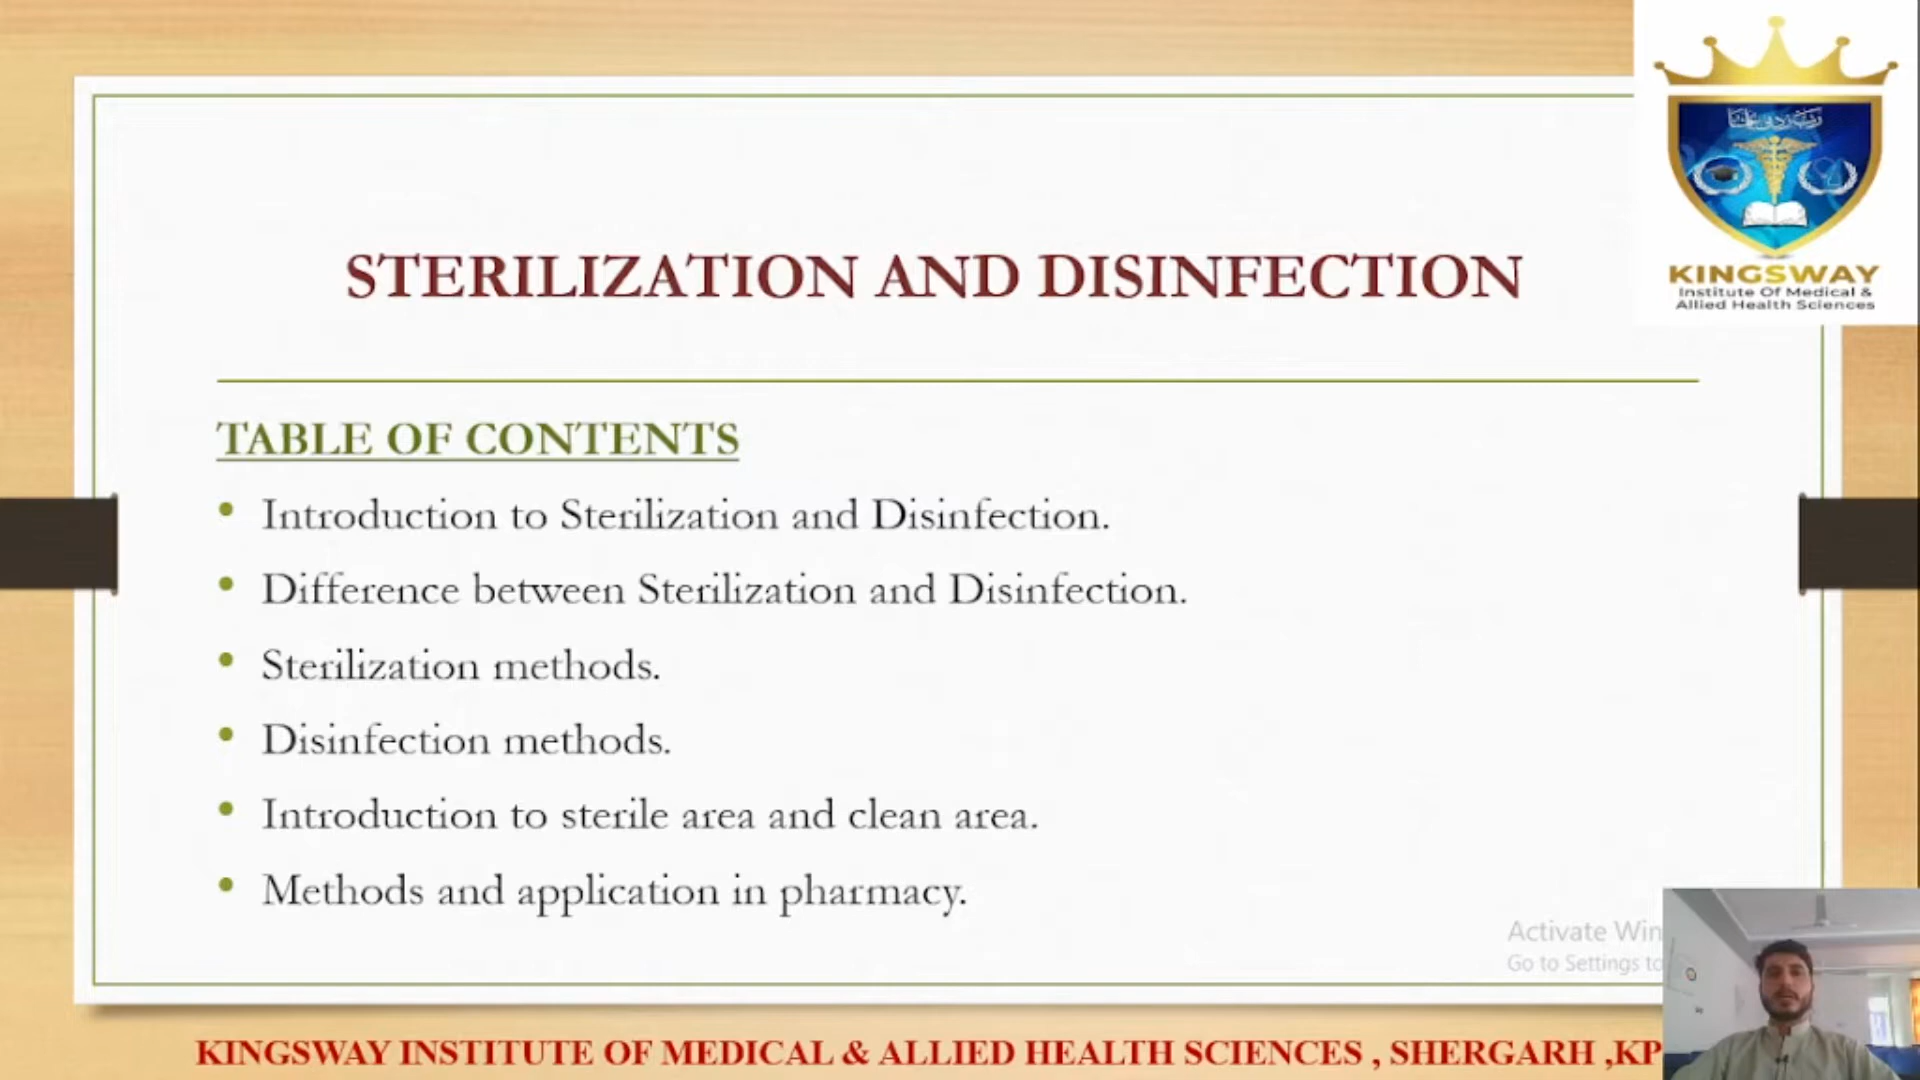 STERILIZATION AND DISINFECTION
KINGSWAY
Institute Of Medical &
Allied Health Sciences
TABLE OF CONTENTS
• Introduction to Sterilization and Disinfection.
• Difference between Sterilization and Disinfection.
• Sterilization methods.
• Disinfection methods.
• Introduction to sterile area and clean area.
• Methods and application in pharmacy.
Activate Win
Go to Settings to
KINGSWAY INSTITUTE OF MEDICAL & ALLIED HEALTH SCIENCES , SHERGARH ,KP